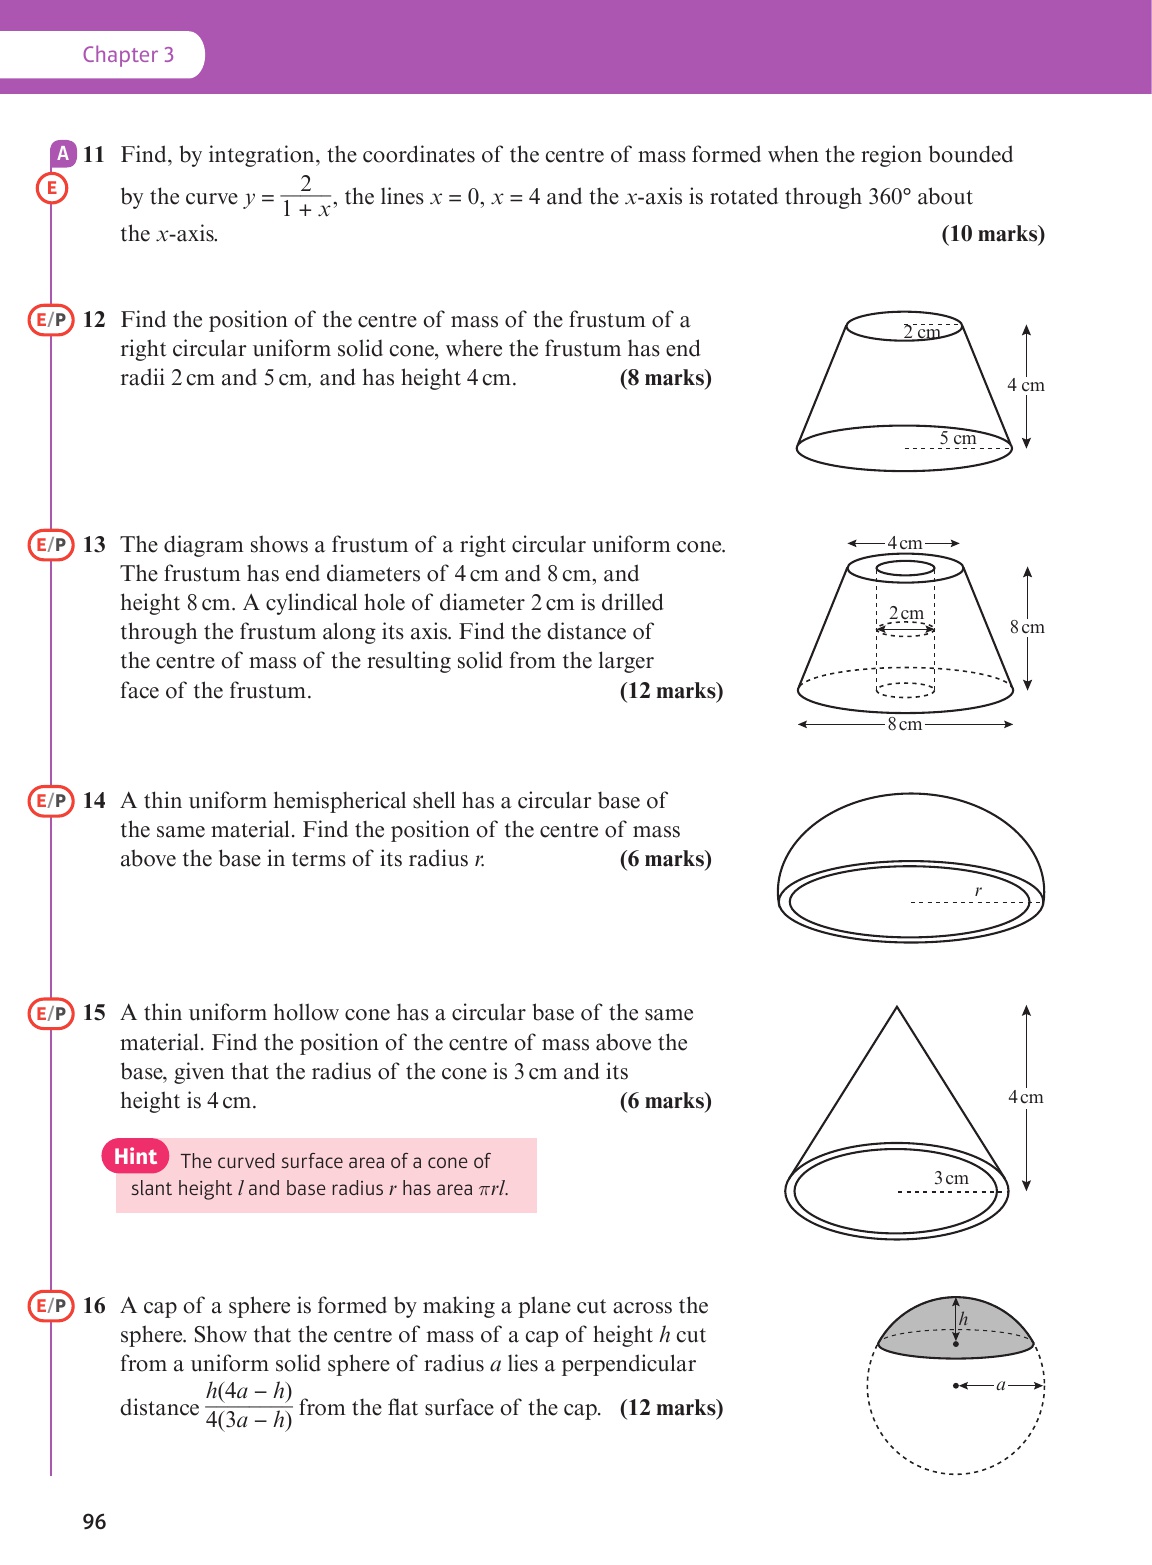 Chapter 3
A
11 Find, by integration, the coordinates of the centre of mass formed when the region bounded
E
by the curve y = 2/(1 + x), the lines x = 0, x = 4 and the x-axis is rotated through 360° about
the x-axis. (10 marks)
E/P 12 Find the position of the centre of mass of the frustum of a
right circular uniform solid cone, where the frustum has end
radii 2 cm and 5 cm, and has height 4 cm. (8 marks)
2 cm
4 cm
5 cm
E/P 13 The diagram shows a frustum of a right circular uniform cone.
The frustum has end diameters of 4 cm and 8 cm, and
height 8 cm. A cylindical hole of diameter 2 cm is drilled
through the frustum along its axis. Find the distance of
the centre of mass of the resulting solid from the larger
face of the frustum. (12 marks)
4 cm
2 cm
8 cm
8 cm
E/P 14 A thin uniform hemispherical shell has a circular base of
the same material. Find the position of the centre of mass
above the base in terms of its radius r. (6 marks)
r
E/P 15 A thin uniform hollow cone has a circular base of the same
material. Find the position of the centre of mass above the
base, given that the radius of the cone is 3 cm and its
height is 4 cm. (6 marks)
4 cm
3 cm
Hint The curved surface area of a cone of
slant height l and base radius r has area πrl.
E/P 16 A cap of a sphere is formed by making a plane cut across the
sphere. Show that the centre of mass of a cap of height h cut
from a uniform solid sphere of radius a lies a perpendicular
distance h(4a − h)/4(3a − h) from the flat surface of the cap. (12 marks)
h
a
96